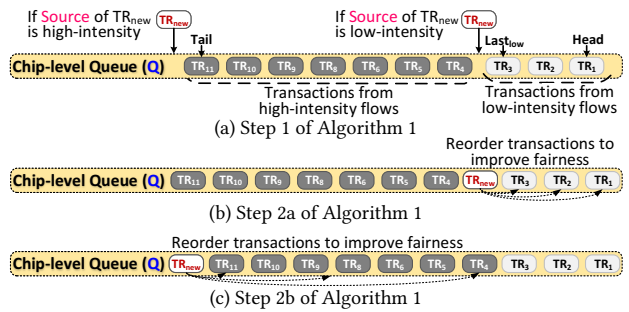 If Source of TRnew is high-intensity
TRnew
If Source of TRnew is low-intensity
Tail
Lastlow
Head
Chip-level Queue (Q) TR11 TR10 TR9 TR8 TR6 TR5 TR4 TR3 TR2 TR1
Transactions from high-intensity flows
Transactions from low-intensity flows
(a) Step 1 of Algorithm 1
Reorder transactions to improve fairness
Chip-level Queue (Q) TR11 TR10 TR9 TR8 TR6 TR5 TR4 TRnew TR3 TR2 TR1
(b) Step 2a of Algorithm 1
Reorder transactions to improve fairness
Chip-level Queue (Q) TRnew TR11 TR10 TR9 TR8 TR6 TR5 TR4 TR3 TR2 TR1
(c) Step 2b of Algorithm 1